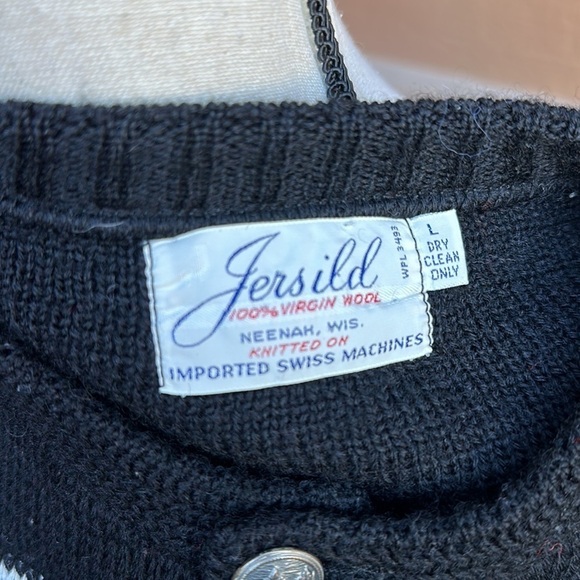 Jersild
100% VIRGIN WOOL
NEENAH, WIS.
KNITTED ON
IMPORTED SWISS MACHINES
WPL 3493
L
DRY
CLEAN
ONLY